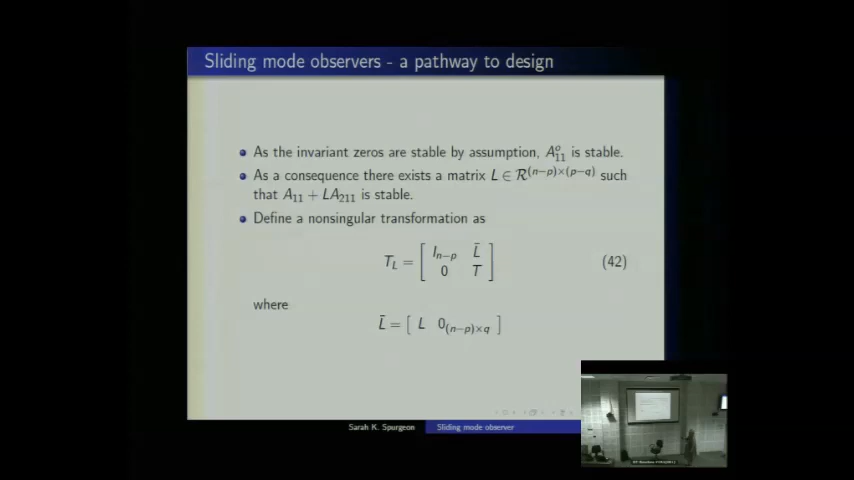 Sliding mode observers - a pathway to design
As the invariant zeros are stable by assumption, A₁₁ᵒ is stable.
As a consequence there exists a matrix L ∈ ℛ⁽ⁿ⁻ᵖ⁾ˣ⁽ᵖ⁻𐞥⁾ such
that A₁₁ + LA₂₁₁ is stable.
Define a nonsingular transformation as
T_L = [ I_{n−p} L̄ ; 0 T ] (42)
where
L̄ = [ L 0_{(n−p)×q} ]
Sarah K. Spurgeon Sliding mode observer